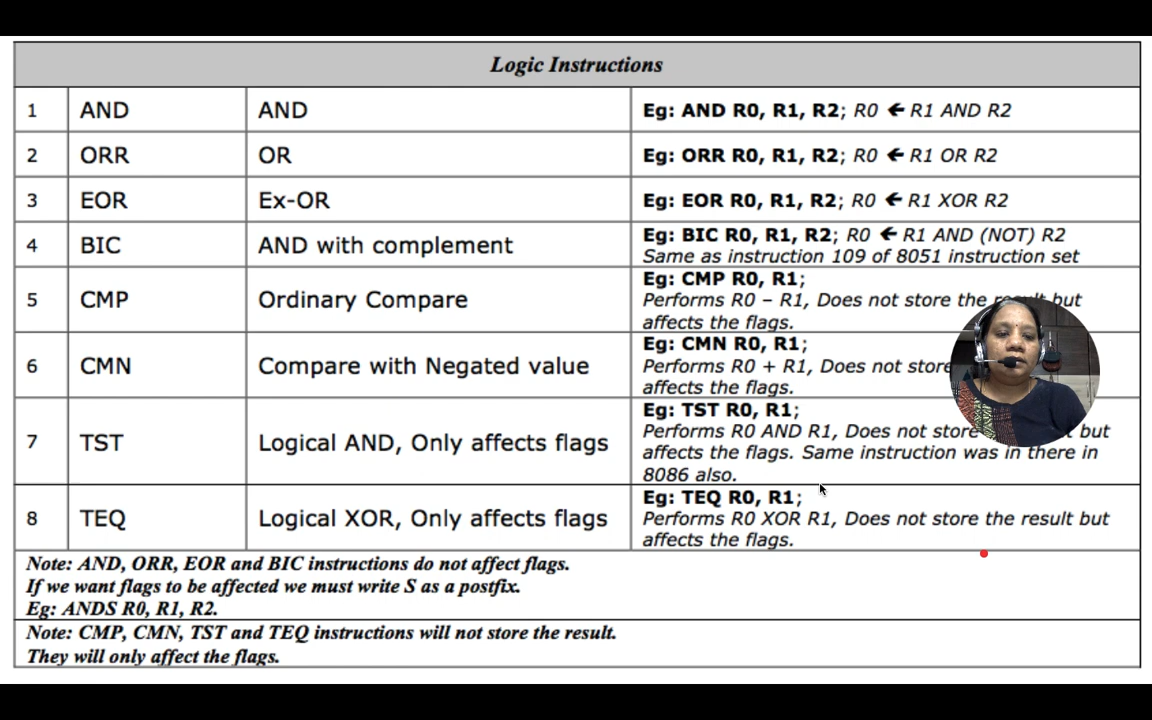 Logic Instructions
1 AND AND Eg: AND R0, R1, R2; R0 🡰 R1 AND R2
2 ORR OR Eg: ORR R0, R1, R2; R0 🡰 R1 OR R2
3 EOR Ex-OR Eg: EOR R0, R1, R2; R0 🡰 R1 XOR R2
4 BIC AND with complement Eg: BIC R0, R1, R2; R0 🡰 R1 AND (NOT) R2
Same as instruction 109 of 8051 instruction set
5 CMP Ordinary Compare Eg: CMP R0, R1;
Performs R0 – R1, Does not store the result but
affects the flags.
6 CMN Compare with Negated value Eg: CMN R0, R1;
Performs R0 + R1, Does not store
affects the flags.
7 TST Logical AND, Only affects flags Eg: TST R0, R1;
Performs R0 AND R1, Does not store but
affects the flags. Same instruction was in there in
8086 also.
8 TEQ Logical XOR, Only affects flags Eg: TEQ R0, R1;
Performs R0 XOR R1, Does not store the result but
affects the flags.
Note: AND, ORR, EOR and BIC instructions do not affect flags.
If we want flags to be affected we must write S as a postfix.
Eg: ANDS R0, R1, R2.
Note: CMP, CMN, TST and TEQ instructions will not store the result.
They will only affect the flags.